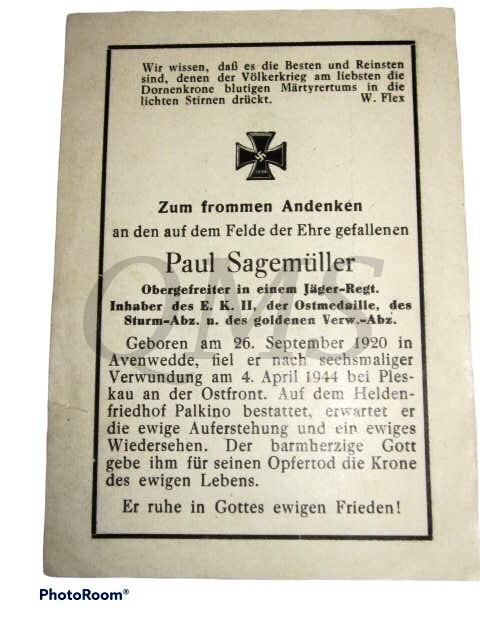 Wir wissen, daß es die Besten und Reinsten
sind, denen der Völkerkrieg am liebsten die
Dornenkrone blutigen Märtyrertums in die
lichten Stirnen drückt. W. Flex
Zum frommen Andenken
an den auf dem Felde der Ehre gefallenen
Paul Sagemüller
Obergefreiter in einem Jäger-Regt.
Inhaber des E. K. II, der Ostmedaille, des
Sturm-Abz. u. des goldenen Verw.-Abz.
Geboren am 26. September 1920 in
Avenwedde, fiel er nach sechsmaliger
Verwundung am 4. April 1944 bei Ples-
kau an der Ostfront. Auf dem Helden-
friedhof Palkino bestattet, erwartet er
die ewige Auferstehung und ein ewiges
Wiedersehen. Der barmherzige Gott
gebe ihm für seinen Opfertod die Krone
des ewigen Lebens.
Er ruhe in Gottes ewigen Frieden!
QMS
PhotoRoom®